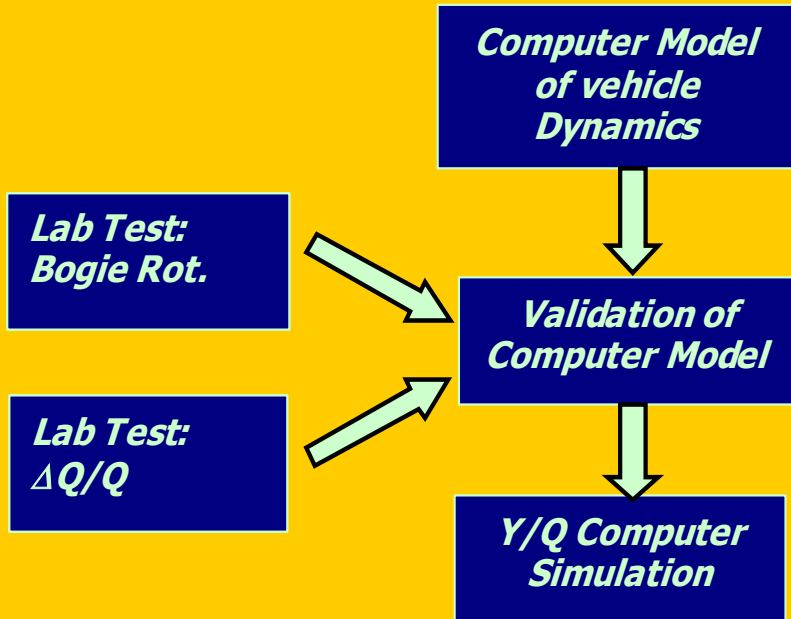 Computer Model
of vehicle
Dynamics
Lab Test:
Bogie Rot.
Validation of
Computer Model
Lab Test:
ΔQ/Q
Y/Q Computer
Simulation